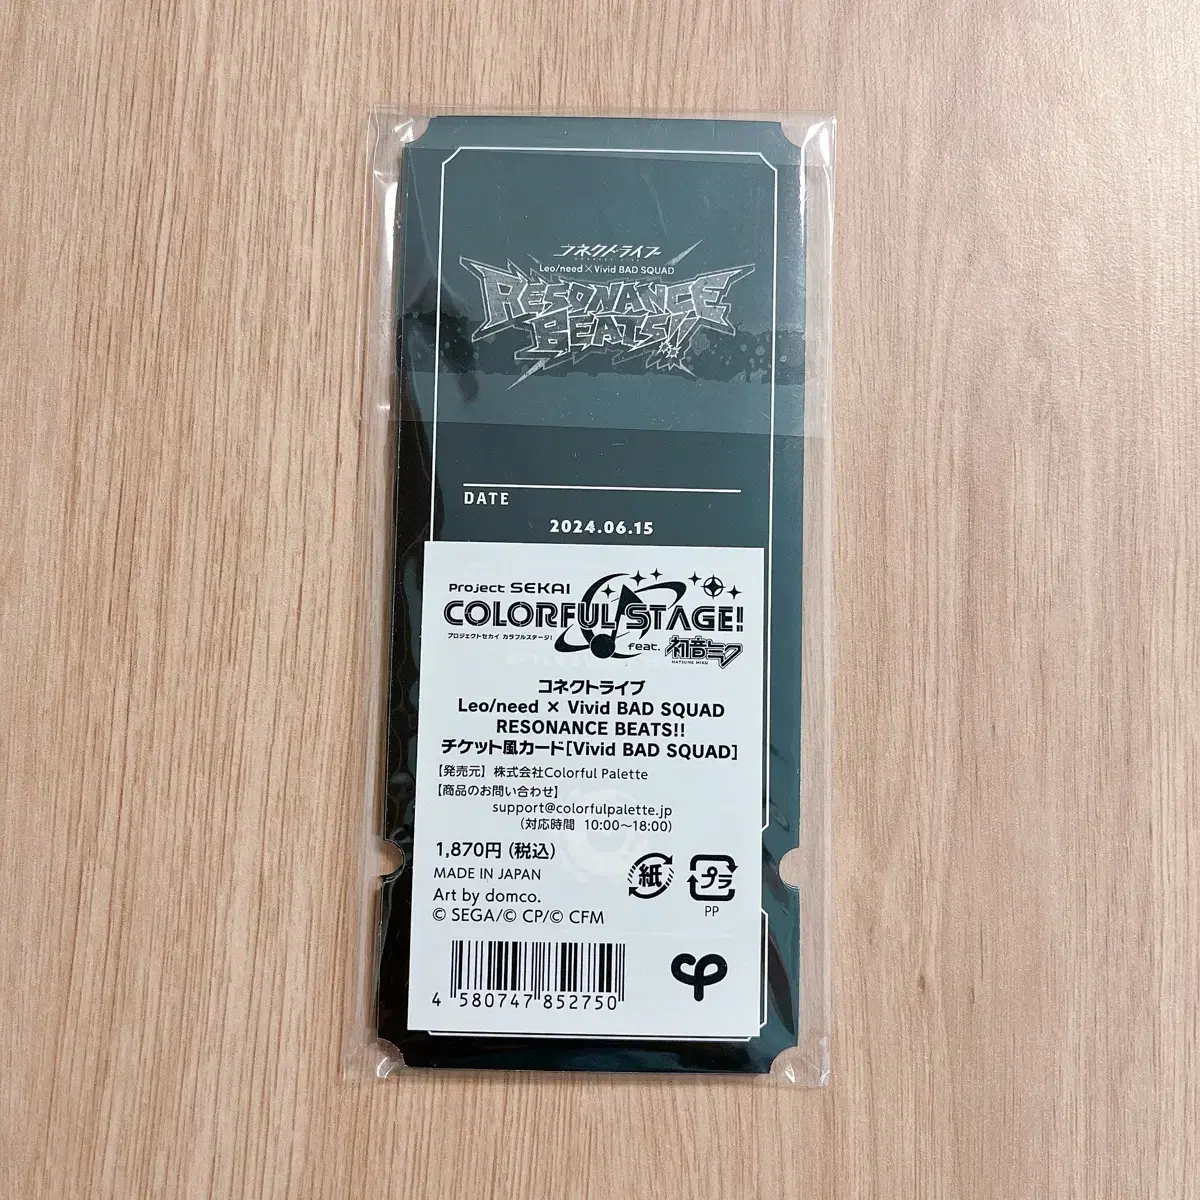 コネクトライブ
Leo/need × Vivid BAD SQUAD
RESONANCE
BEATS!!
DATE
2024.06.15
Project SEKAI
COLORFUL STAGE!
プロジェクトセカイ カラフルステージ!
feat. 初音ミク
HATSUNE MIKU
コネクトライブ
Leo/need × Vivid BAD SQUAD
RESONANCE BEATS!!
チケット風カード[Vivid BAD SQUAD]
【発売元】株式会社Colorful Palette
【商品のお問い合わせ】
support@colorfulpalette.jp
(対応時間 10:00~18:00)
1,870円(税込)
MADE IN JAPAN
Art by domco.
© SEGA/© CP/© CFM
紙
プラ
PP
4 580747 852750